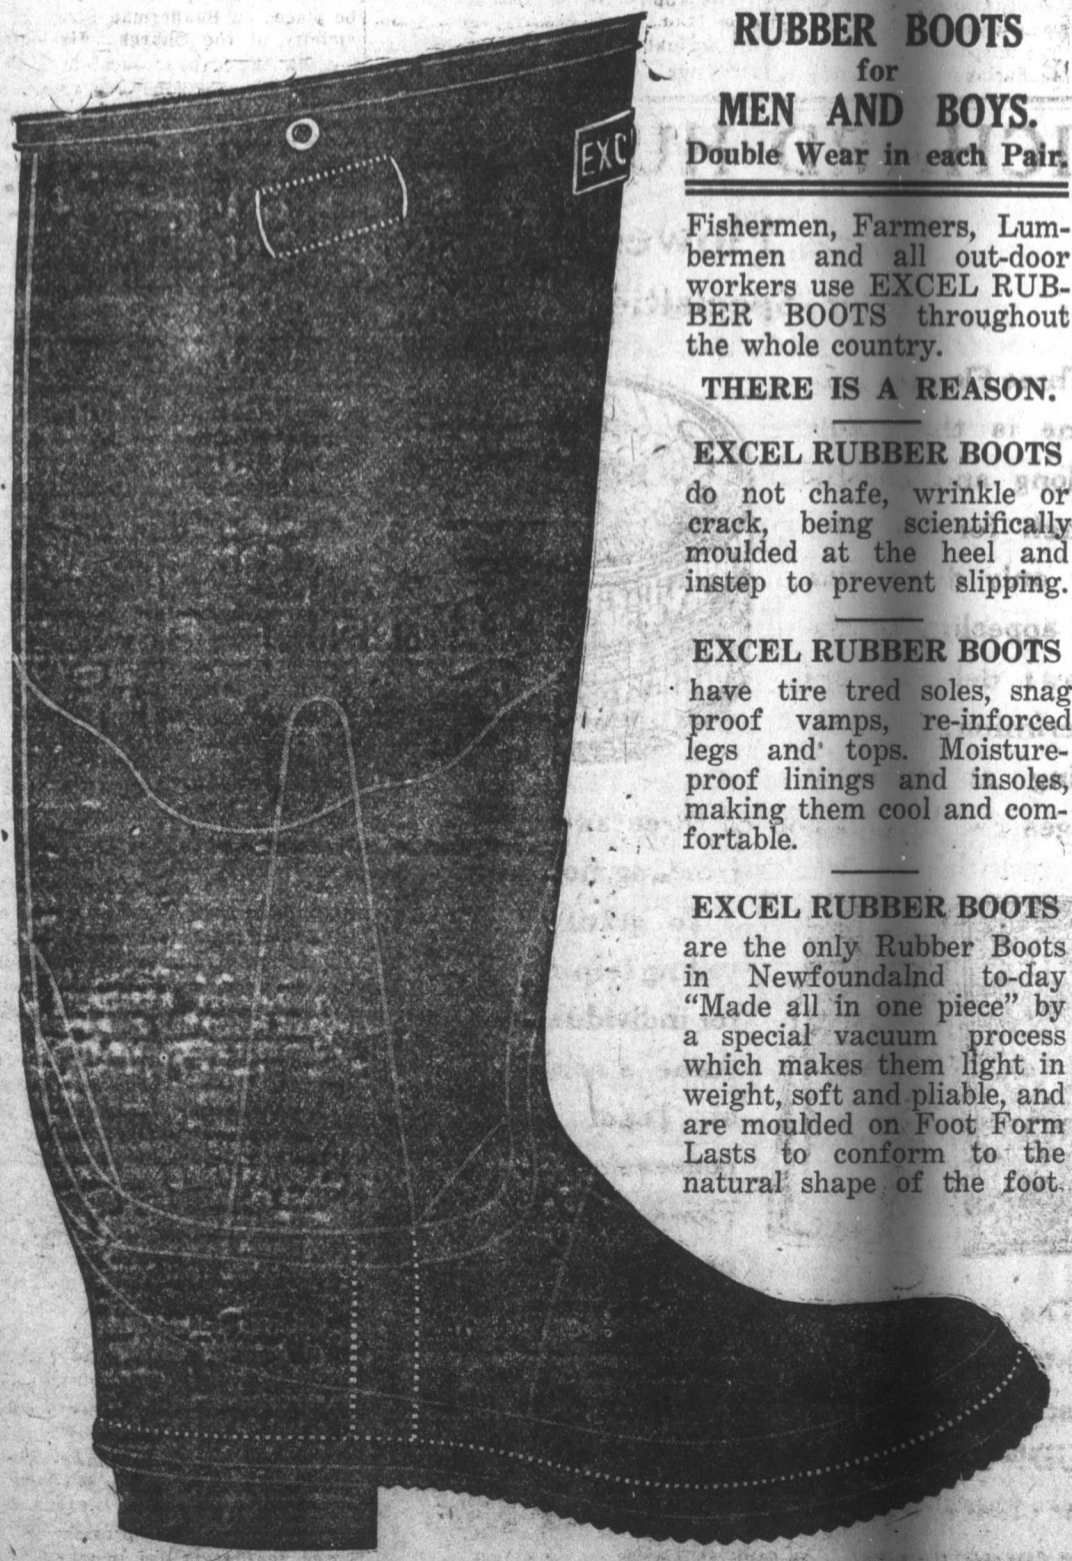 RUBBER BOOTS
for
MEN AND BOYS.
Double Wear in each Pair.
EXC
Fishermen, Farmers, Lum-
bermen and all out-door
workers use EXCEL RUB-
BER BOOTS throughout
the whole country.
THERE IS A REASON.
EXCEL RUBBER BOOTS
do not chafe, wrinkle or
crack, being scientifically
moulded at the heel and
instep to prevent slipping.
EXCEL RUBBER BOOTS
have tire tred soles, snag
proof vamps, re-inforced
legs and tops. Moisture-
proof linings and insoles,
making them cool and com-
fortable.
EXCEL RUBBER BOOTS
are the only Rubber Boots
in Newfoundalnd to-day
“Made all in one piece” by
a special vacuum process
which makes them light in
weight, soft and pliable, and
are moulded on Foot Form
Lasts to conform to the
natural shape of the foot.